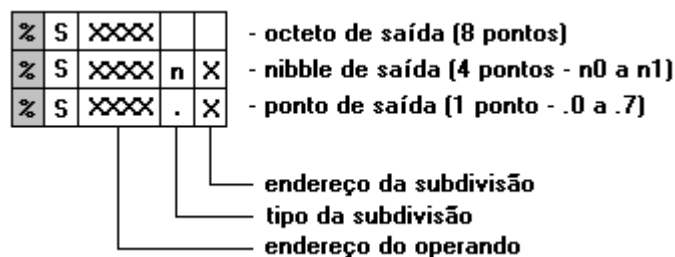 % S XXXX - octeto de saída (8 pontos)
% S XXXX n X - nibble de saída (4 pontos - n0 a n1)
% S XXXX . X - ponto de saída (1 ponto - .0 a .7)
endereço da subdivisão
tipo da subdivisão
endereço do operando